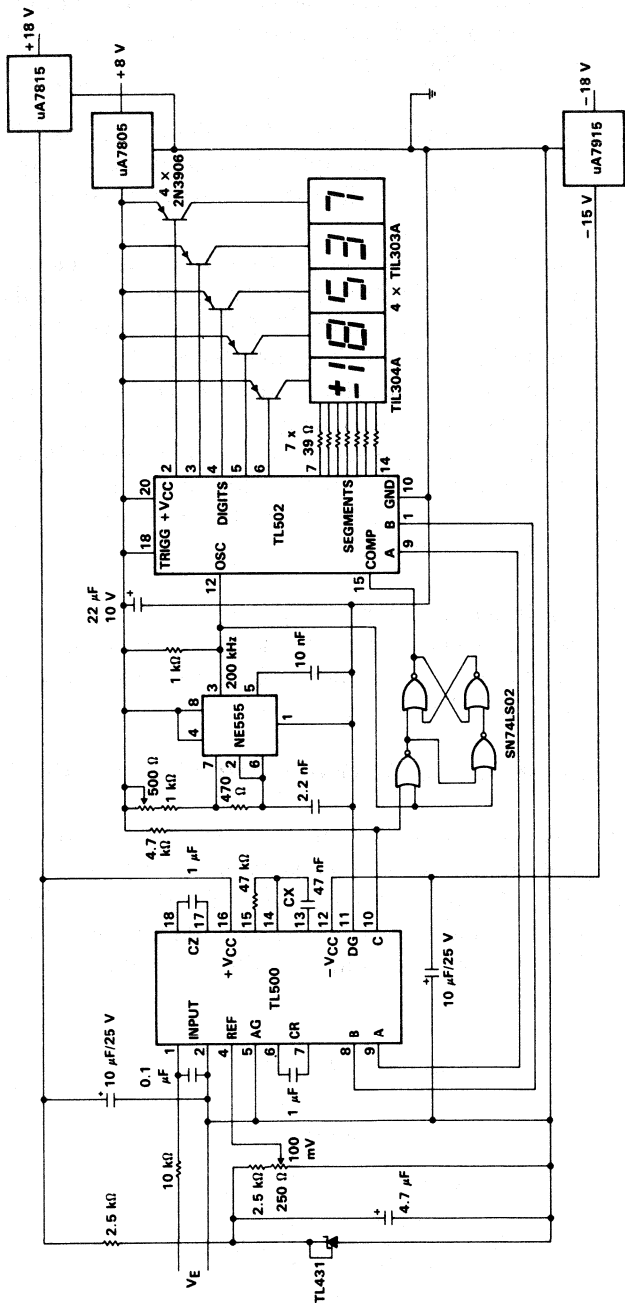 +18 V
uA7815
+8 V
uA7805
4 ×
2N3906
TIL304A
4 × TIL303A
+
-18537
7 x
39 Ω
20
18
TRIGG +VCC
2
3
4
5
6
DIGITS
OSC
12
TL502
7
14
SEGMENTS
COMP
15
A
B
GND
9
1
10
22 μF
10 V
1 kΩ
200 kHz
3
5
10 nF
4
8
NE555
1
7
2
6
500 Ω
1 kΩ
470
Ω
2.2 nF
4.7
kΩ
SN74LS02
1 μF
47 kΩ
CX
47 nF
18
17
16
15
14
13
12
11
10
CZ
+VCC
-VCC
DG
C
TL500
INPUT
REF
AG
CR
B
A
1
2
4
5
6
7
8
9
10 μF/25 V
0.1
μF
1 μF
10 μF/25 V
10 kΩ
2.5 kΩ
VE
2.5 kΩ
250 Ω
100
mV
4.7 μF
TL431
uA7915
-15 V
-18 V